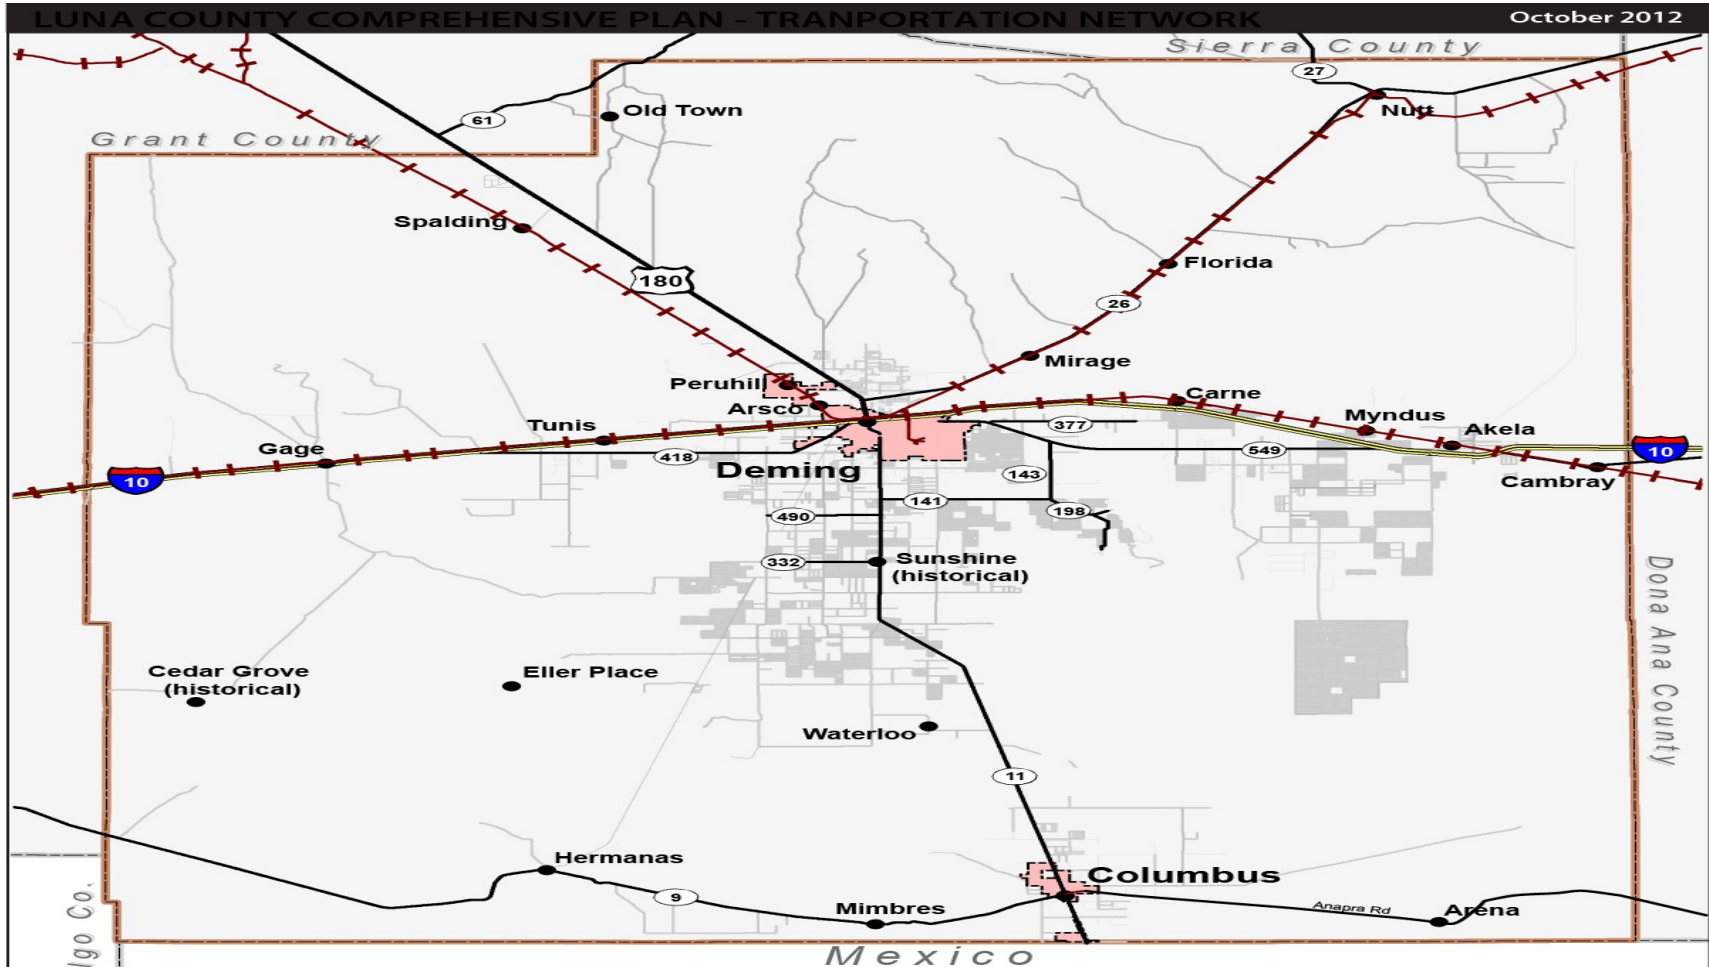 LUNA COUNTY COMPREHENSIVE PLAN - TRANPORTATION NETWORK
October 2012
Sierra County
27
Nutt
61
Old Town
Grant County
Spalding
180
Florida
26
Mirage
Peruhill
Arsco
Carne
Myndus
Akela
Tunis
377
Gage
418
549
10
10
Deming
143
Cambray
141
490
198
332
Sunshine
(historical)
Dona Ana County
Cedar Grove
(historical)
Eller Place
Waterloo
11
Hermanas
Columbus
9
Mimbres
Anapra Rd
Arena
lgo Co.
Mexico